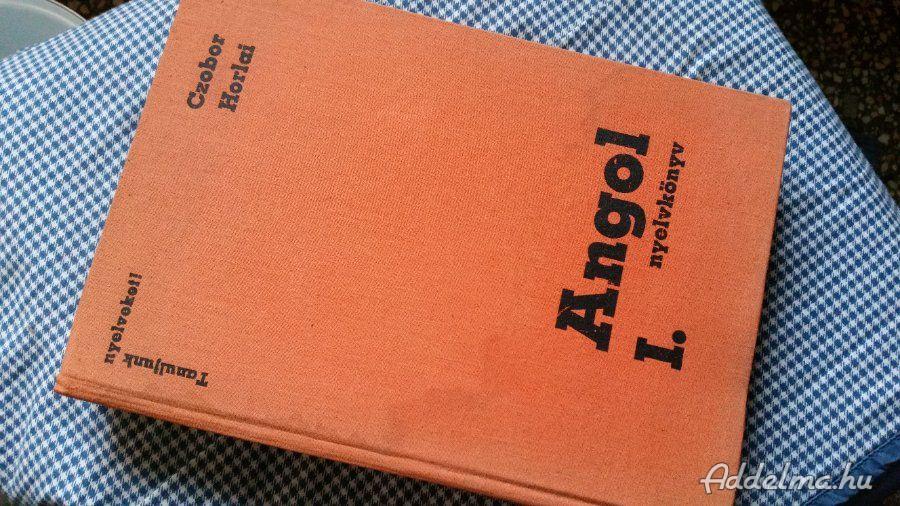 Tanuljunk
nyelveket!
Czobor
Horlai
Angol
nyelvkönyv
I.
Addelma.hu